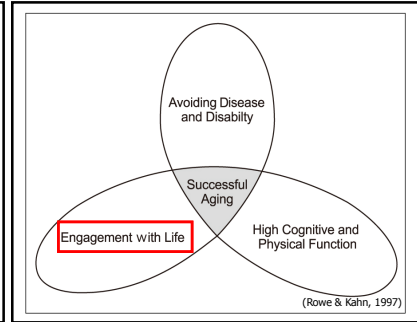 Avoiding Disease
and Disabilty
Successful
Aging
Engagement with Life
High Cognitive and
Physical Function
(Rowe & Kahn, 1997)